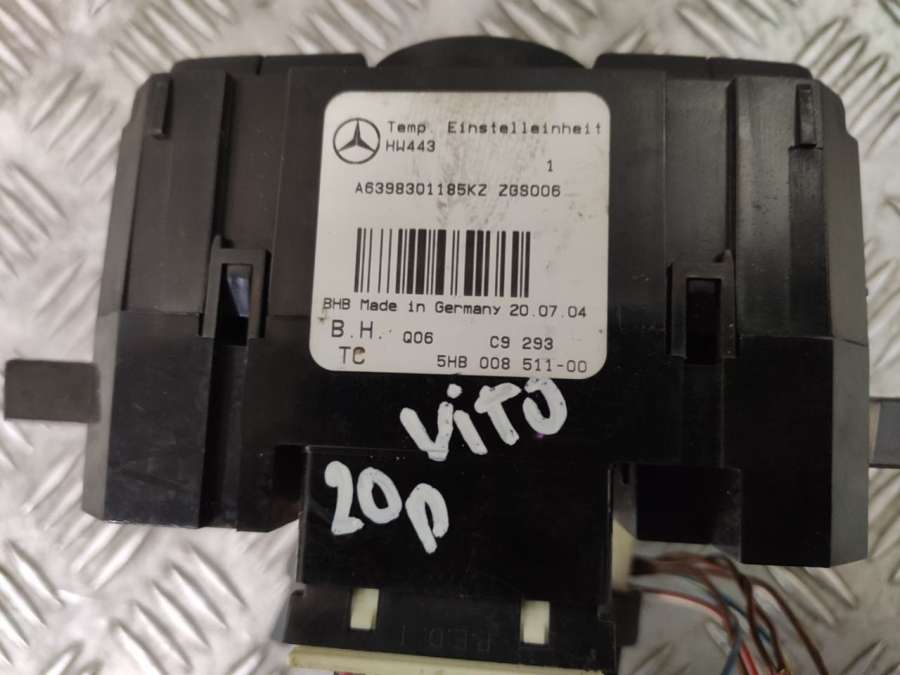 Temp. Einstelleinheit
HW443
1
A6398301185KZ ZGS006
BHB Made in Germany 20.07.04
B.H. Q06 C9 293
TC 5HB 008 511-00
ViTO
20p